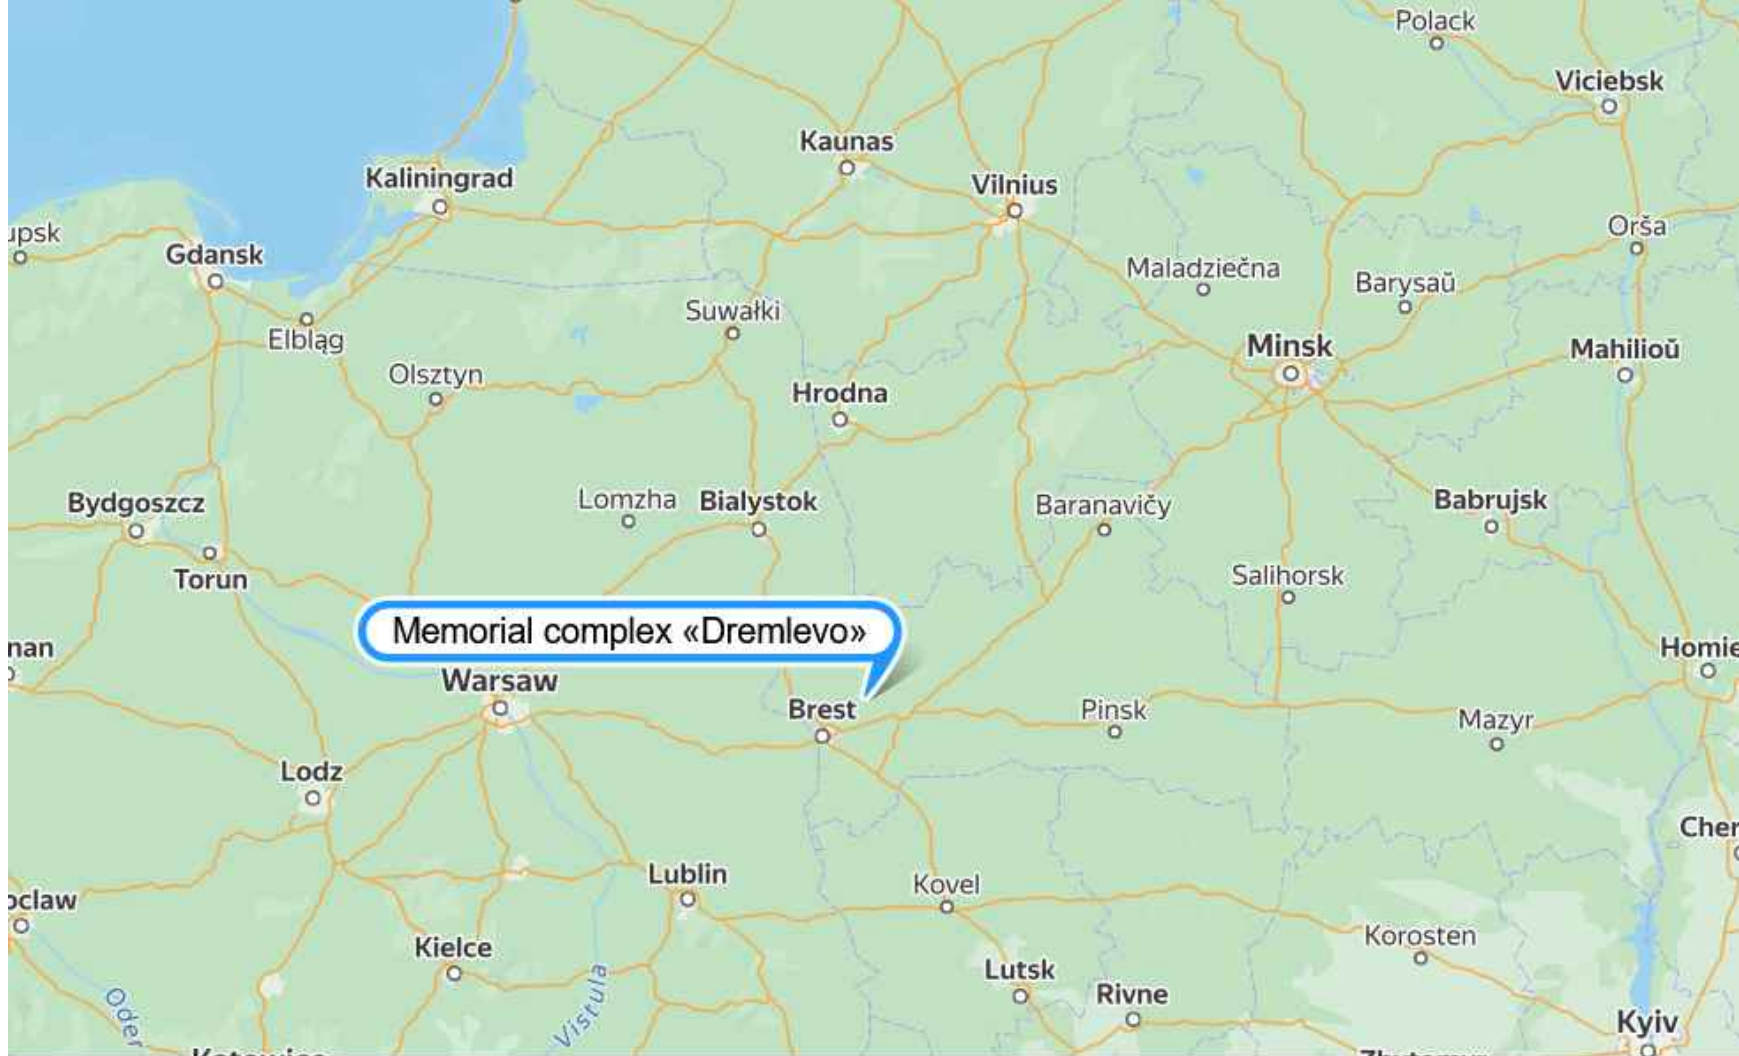 Polack
Viciebsk
Kaunas
Kaliningrad
Vilnius
upsk
Orša
Gdansk
Maladziečna
Barysaŭ
Suwałki
Elbląg
Minsk
Mahilioŭ
Olsztyn
Hrodna
Bydgoszcz
Lomzha
Bialystok
Baranavičy
Babrujsk
Torun
Salihorsk
Memorial complex «Dremlevo»
nan
Homie
Warsaw
Brest
Pinsk
Mazyr
Lodz
Cher
Lublin
Kovel
oclaw
Korosten
Kielce
Lutsk
Rivne
Oder
Vistula
Kyiv